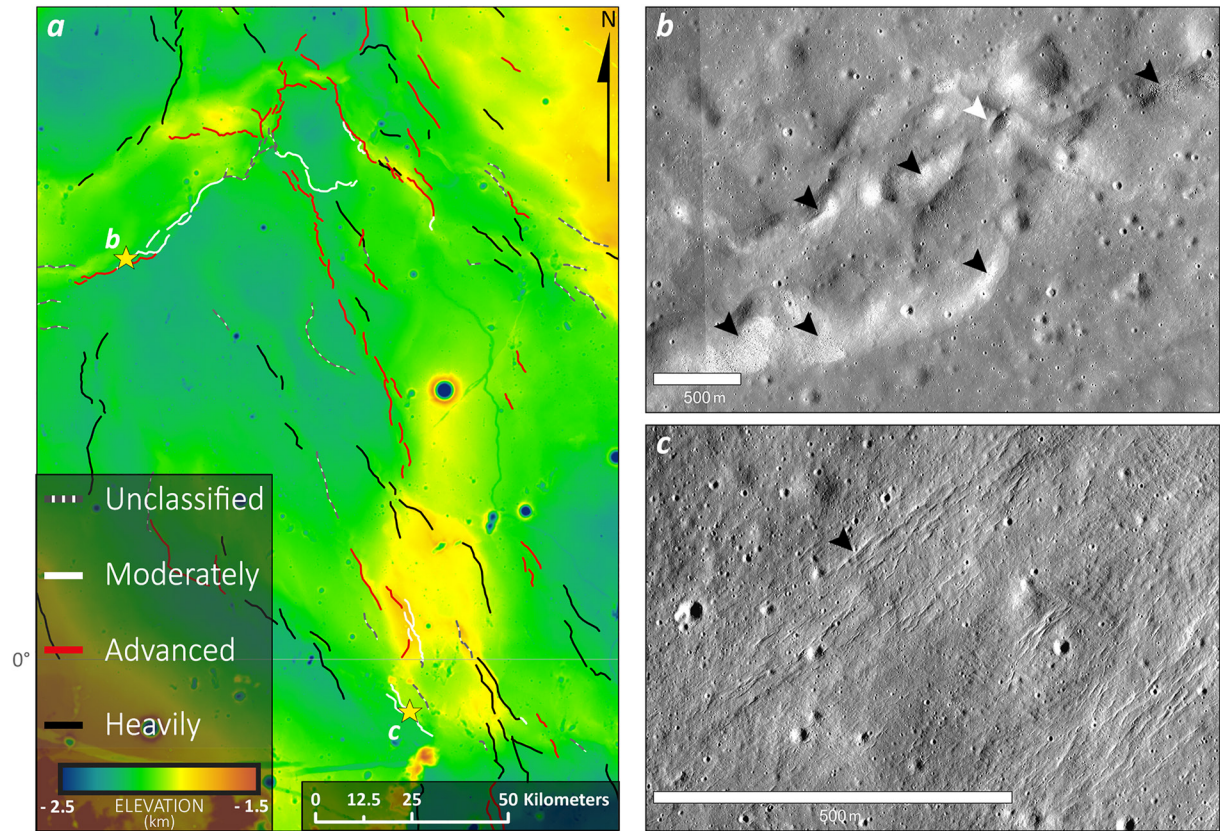 a
N
b
0°
c
Unclassified
Moderately
Advanced
Heavily
- 2.5
ELEVATION
(km)
- 1.5
0 12.5 25 50 Kilometers
b
500 m
c
500 m